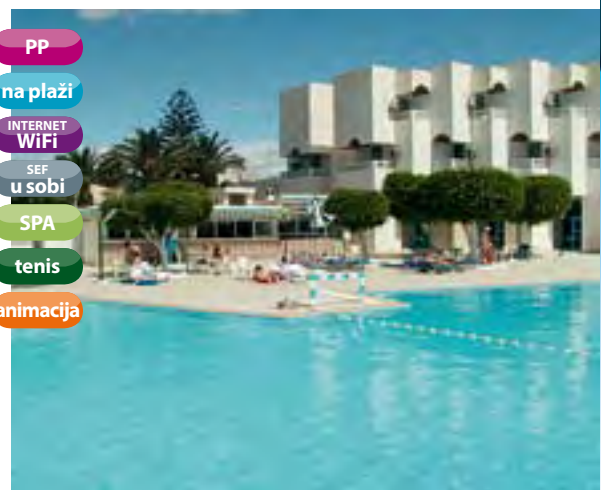 PP
na plaži
INTERNET
WiFi
SEF
u sobi
SPA
tenis
animacija